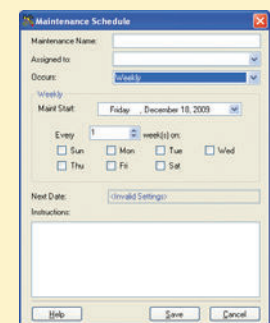 Maintenance Schedule
Maintenance Name:
Assigned to:
Occurs: Weekly
Weekly
Maint Start: Friday , December 18, 2009
Every 1 week(s) on:
Sun Mon Tue Wed
Thu Fri Sat
Next Date: <Invalid Settings>
Instructions:
Help Save Cancel